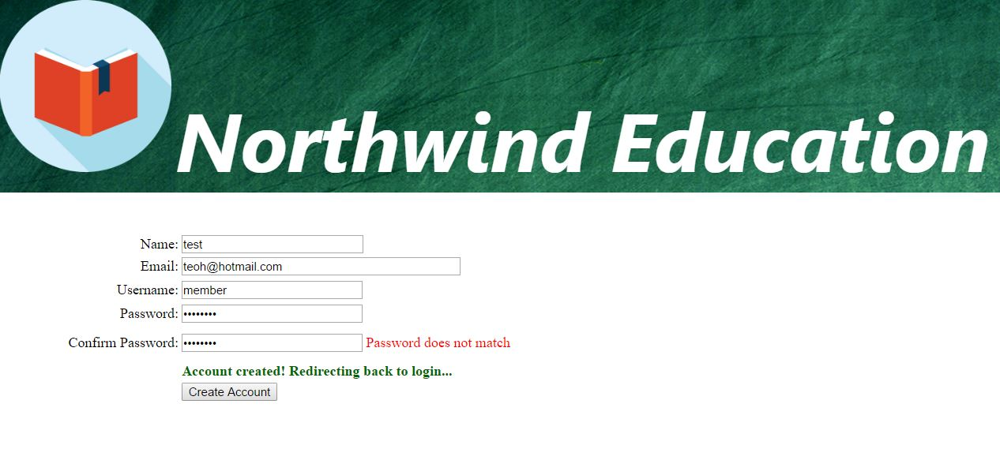 Northwind Education
Name: test
Email: teoh@hotmail.com
Username: member
Password: ••••••••
Confirm Password: •••••••• Password does not match
Account created! Redirecting back to login...
Create Account